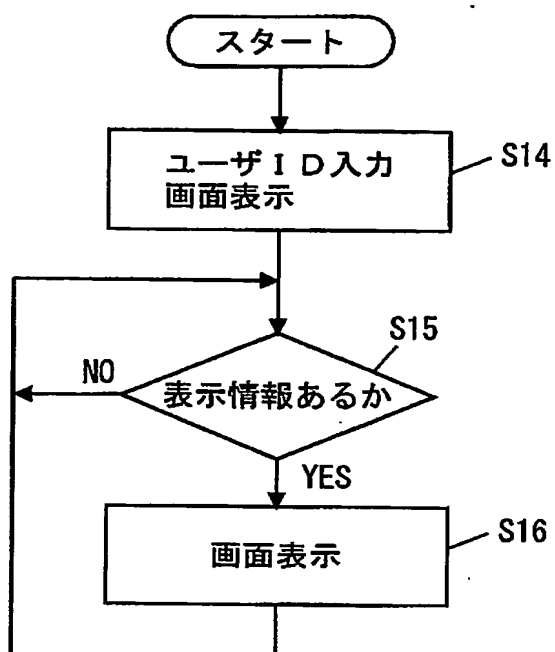 スタート
ユーザID入力
画面表示
S14
S15
表示情報あるか
NO
YES
画面表示
S16